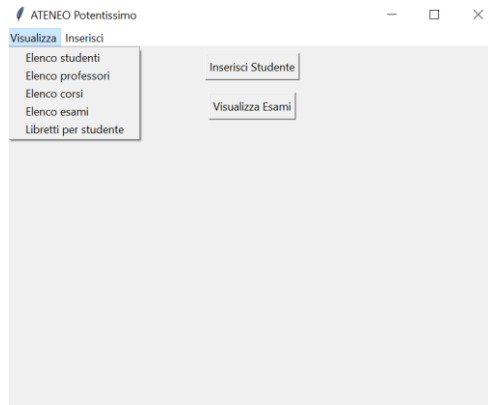 ATENEO Potentissimo
Visualizza Inserisci
Elenco studenti
Elenco professori
Elenco corsi
Elenco esami
Libretti per studente
Inserisci Studente
Visualizza Esami